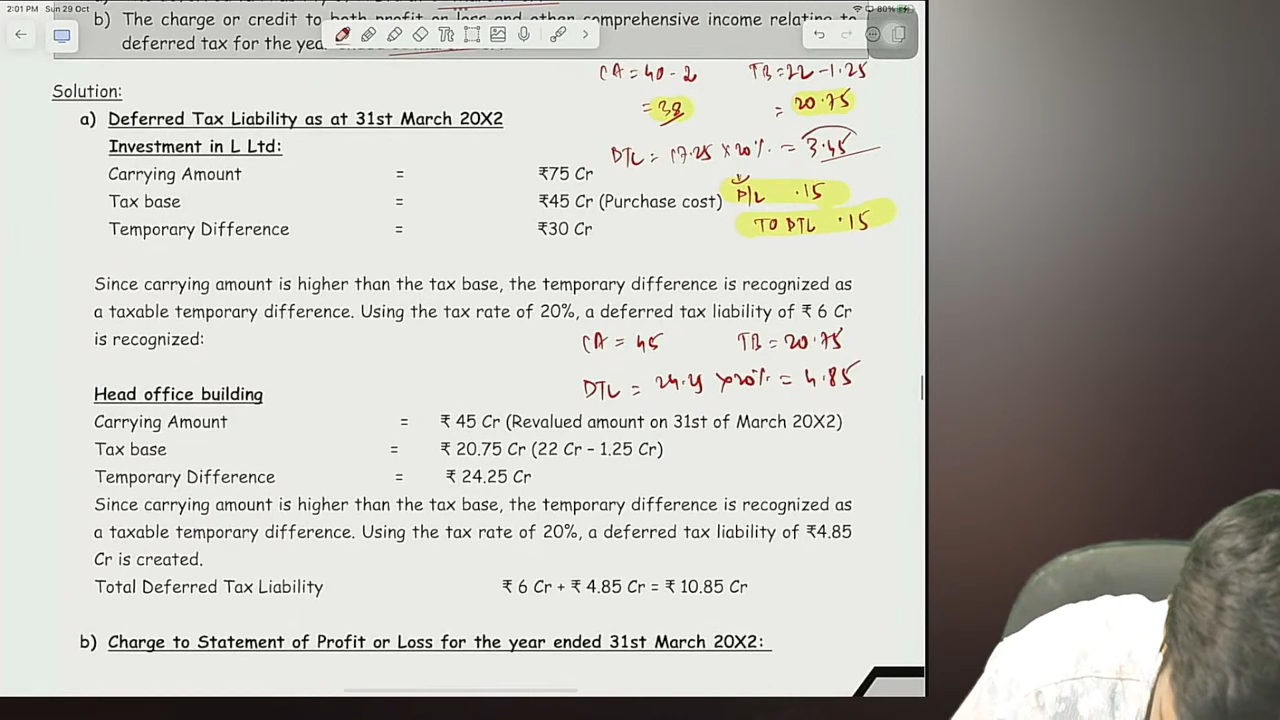 2:01 PM Sun 29 Oct
80%
b) The charge or credit to both profit or loss and other comprehensive income relating to
deferred tax for the year
Solution:
CA = 40 - 2 TB = 22 - 1.25
= 38 = 20.75
a) Deferred Tax Liability as at 31st March 20X2
Investment in L Ltd:
DTL = 17.25 × 20% = 3.45
Carrying Amount = ₹75 Cr
Tax base = ₹45 Cr (Purchase cost)
P/L .15
Temporary Difference = ₹30 Cr
TO DTL .15
Since carrying amount is higher than the tax base, the temporary difference is recognized as
a taxable temporary difference. Using the tax rate of 20%, a deferred tax liability of ₹ 6 Cr
is recognized:
CA = 45 TB = 20.75
DTL = 24.25 × 20% = 4.85
Head office building
Carrying Amount = ₹ 45 Cr (Revalued amount on 31st of March 20X2)
Tax base = ₹ 20.75 Cr (22 Cr – 1.25 Cr)
Temporary Difference = ₹ 24.25 Cr
Since carrying amount is higher than the tax base, the temporary difference is recognized as
a taxable temporary difference. Using the tax rate of 20%, a deferred tax liability of ₹4.85
Cr is created.
Total Deferred Tax Liability ₹ 6 Cr + ₹ 4.85 Cr = ₹ 10.85 Cr
b) Charge to Statement of Profit or Loss for the year ended 31st March 20X2: